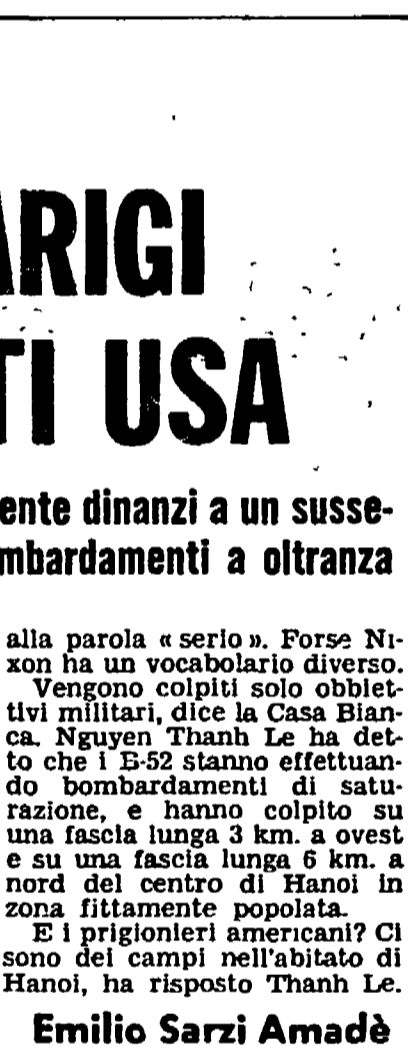 ARIGI
TI USA
ente dinanzi a un susse-
mbardamenti a oltranza
alla parola « serio ». Forse Ni-
xon ha un vocabolario diverso.
Vengono colpiti solo obbiet-
tivi militari, dice la Casa Bian-
ca. Nguyen Thanh Le ha det-
to che i B-52 stanno effettuan-
do bombardamenti di satu-
razione, e hanno colpito su
una fascia lunga 3 km. a ovest
e su una fascia lunga 6 km. a
nord del centro di Hanoi in
zona fittamente popolata.
E i prigionieri americani? Ci
sono dei campi nell'abitato di
Hanoi, ha risposto Thanh Le.
Emilio Sarzi Amadè